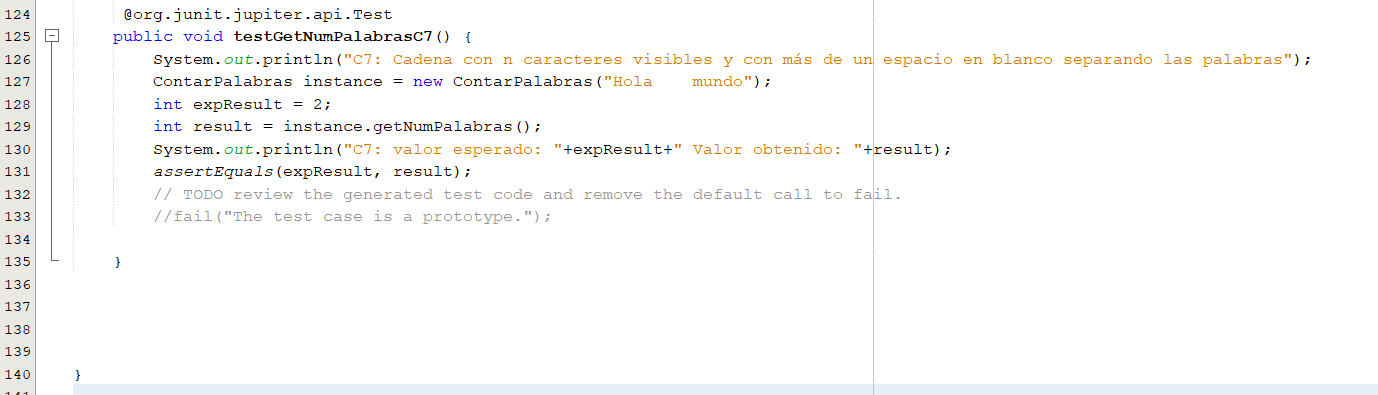 124 @org.junit.jupiter.api.Test
125 public void testGetNumPalabrasC7() {
126 System.out.println("C7: Cadena con n caracteres visibles y con más de un espacio en blanco separando las palabras");
127 ContarPalabras instance = new ContarPalabras("Hola    mundo");
128 int expResult = 2;
129 int result = instance.getNumPalabras();
130 System.out.println("C7: valor esperado: "+expResult+" Valor obtenido: "+result);
131 assertEquals(expResult, result);
132 // TODO review the generated test code and remove the default call to fail.
133 //fail("The test case is a prototype.");
134
135 }
136
137
138
139
140 }
141